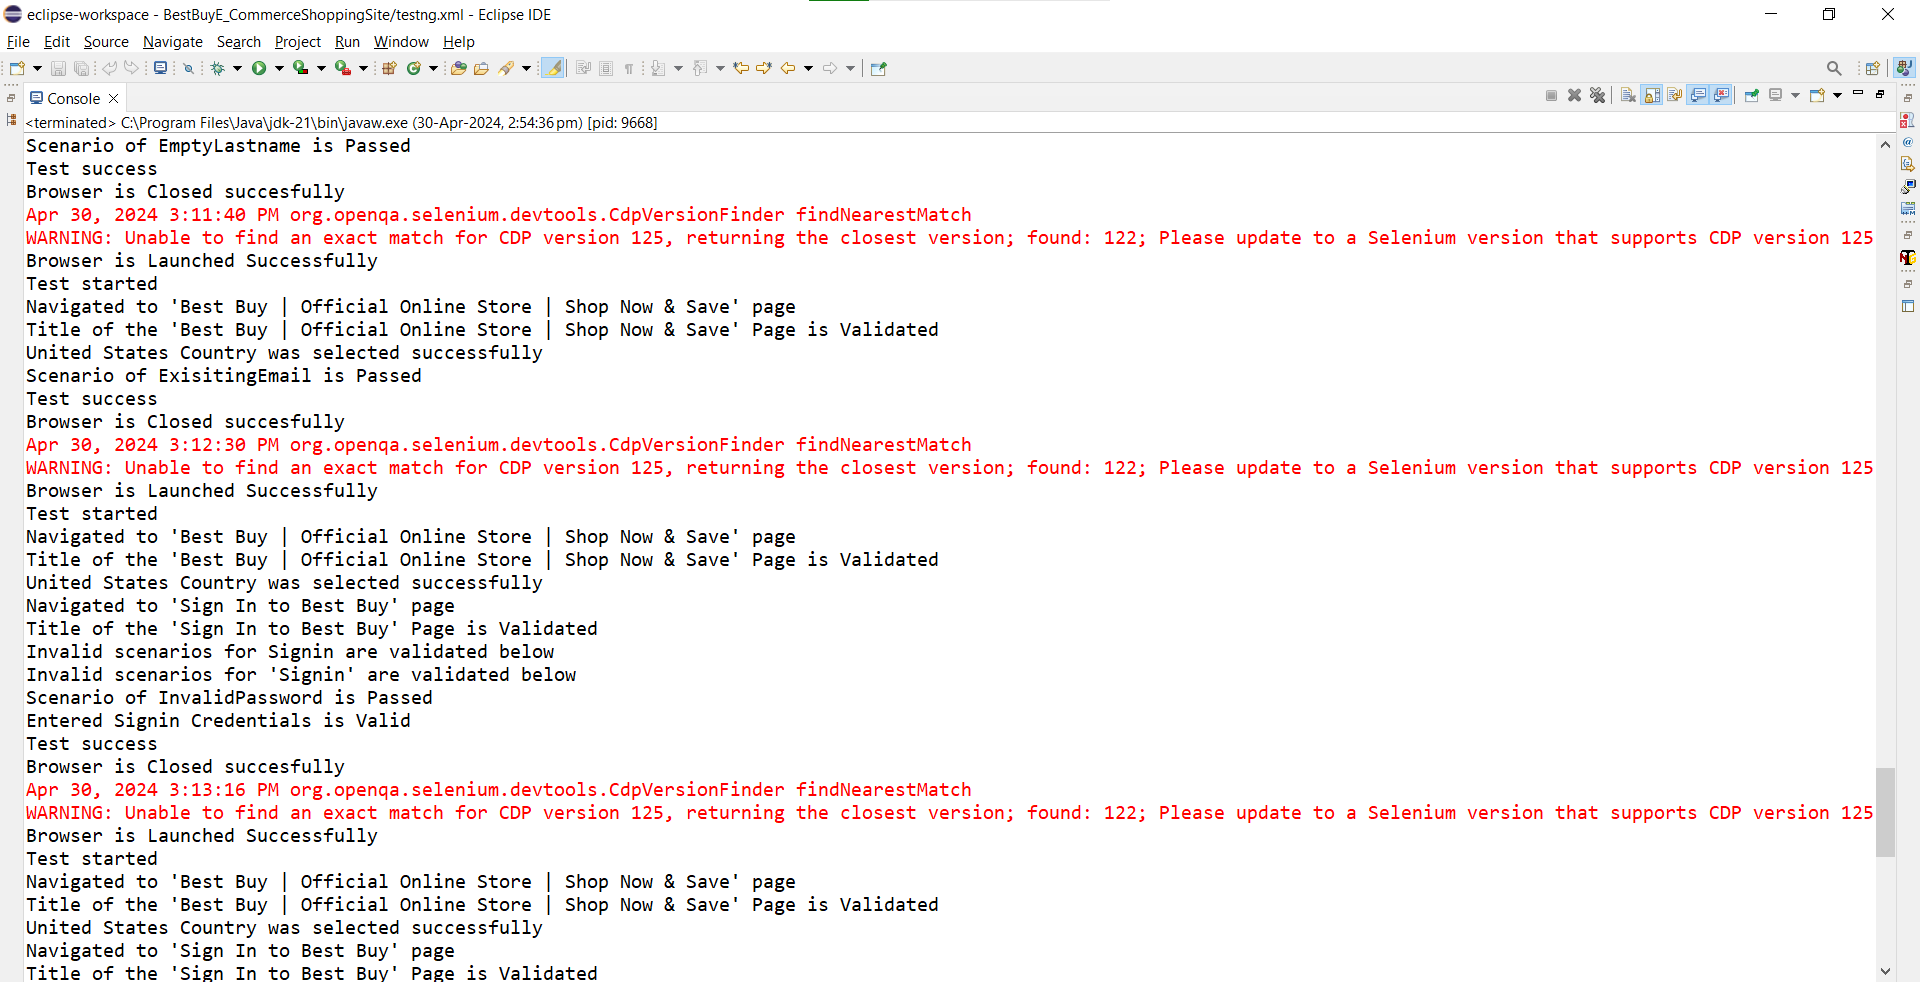 eclipse-workspace - BestBuyE_CommerceShoppingSite/testng.xml - Eclipse IDE
File Edit Source Navigate Search Project Run Window Help
Console
<terminated> C:\Program Files\Java\jdk-21\bin\javaw.exe (30-Apr-2024, 2:54:36 pm) [pid: 9668]
Scenario of EmptyLastname is Passed
Test success
Browser is Closed succesfully
Apr 30, 2024 3:11:40 PM org.openqa.selenium.devtools.CdpVersionFinder findNearestMatch
WARNING: Unable to find an exact match for CDP version 125, returning the closest version; found: 122; Please update to a Selenium version that supports CDP version 125
Browser is Launched Successfully
Test started
Navigated to 'Best Buy | Official Online Store | Shop Now & Save' page
Title of the 'Best Buy | Official Online Store | Shop Now & Save' Page is Validated
United States Country was selected successfully
Scenario of ExisitingEmail is Passed
Test success
Browser is Closed succesfully
Apr 30, 2024 3:12:30 PM org.openqa.selenium.devtools.CdpVersionFinder findNearestMatch
WARNING: Unable to find an exact match for CDP version 125, returning the closest version; found: 122; Please update to a Selenium version that supports CDP version 125
Browser is Launched Successfully
Test started
Navigated to 'Best Buy | Official Online Store | Shop Now & Save' page
Title of the 'Best Buy | Official Online Store | Shop Now & Save' Page is Validated
United States Country was selected successfully
Navigated to 'Sign In to Best Buy' page
Title of the 'Sign In to Best Buy' Page is Validated
Invalid scenarios for Signin are validated below
Invalid scenarios for 'Signin' are validated below
Scenario of InvalidPassword is Passed
Entered Signin Credentials is Valid
Test success
Browser is Closed succesfully
Apr 30, 2024 3:13:16 PM org.openqa.selenium.devtools.CdpVersionFinder findNearestMatch
WARNING: Unable to find an exact match for CDP version 125, returning the closest version; found: 122; Please update to a Selenium version that supports CDP version 125
Browser is Launched Successfully
Test started
Navigated to 'Best Buy | Official Online Store | Shop Now & Save' page
Title of the 'Best Buy | Official Online Store | Shop Now & Save' Page is Validated
United States Country was selected successfully
Navigated to 'Sign In to Best Buy' page
Title of the 'Sign In to Best Buy' Page is Validated